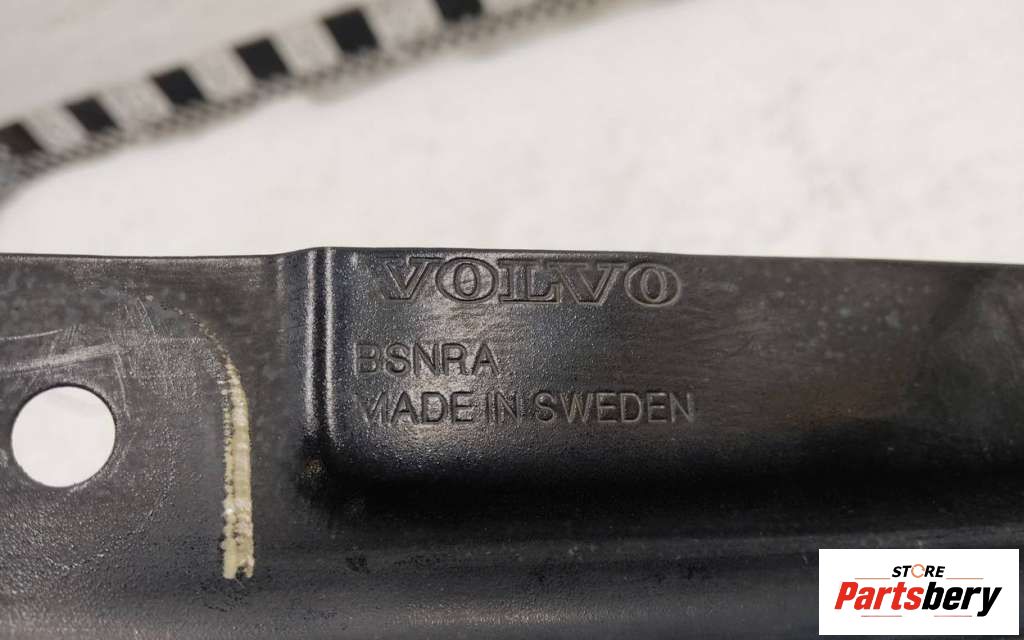 VOLVO
BSNRA
MADE IN SWEDEN
STORE
Partsbery